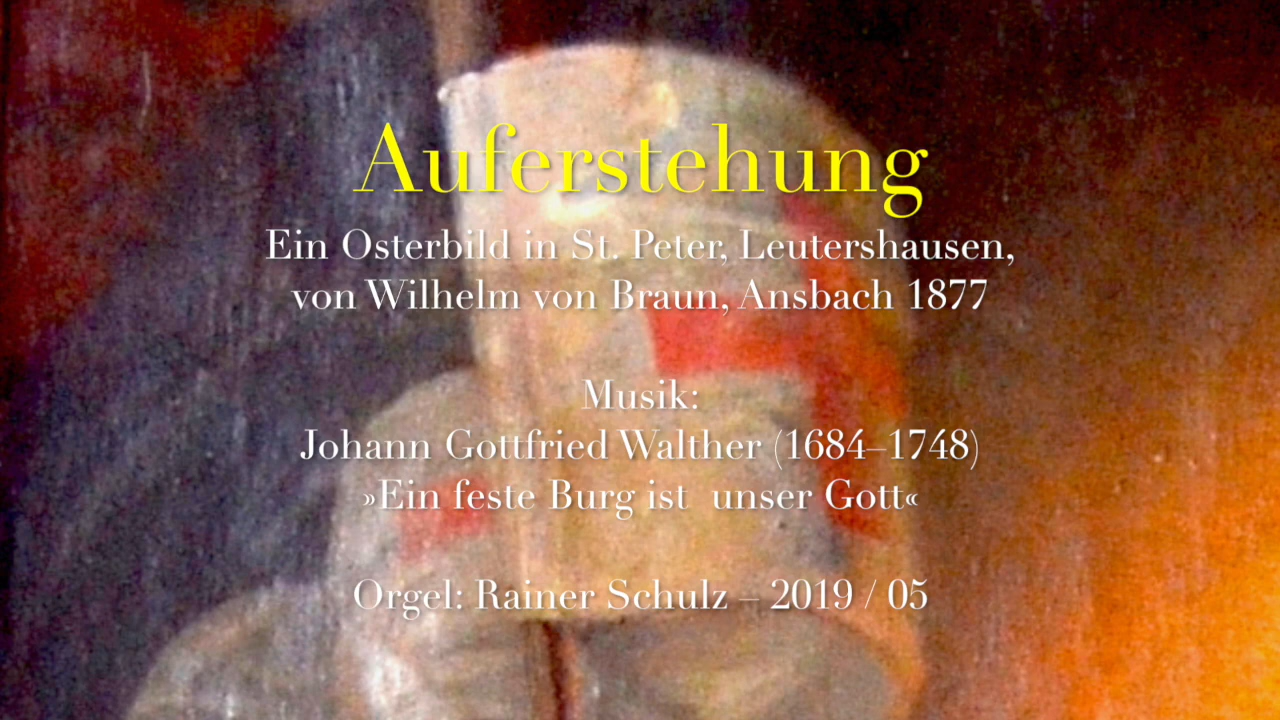 Auferstehung
Ein Osterbild in St. Peter, Leutershausen,
von Wilhelm von Braun, Ansbach 1877
Musik:
Johann Gottfried Walther (1684–1748)
»Ein feste Burg ist  unser Gott«
Orgel: Rainer Schulz – 2019 / 05